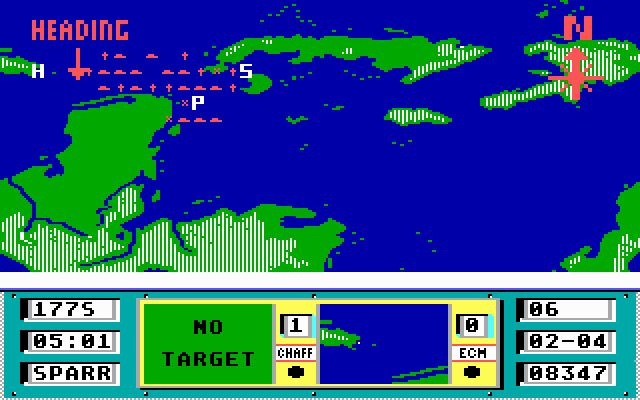 HEADING
N
H
S
P
1775
06
1
0
NO
TARGET
05:01
02-04
CHAFF
ECM
SPARR
08347